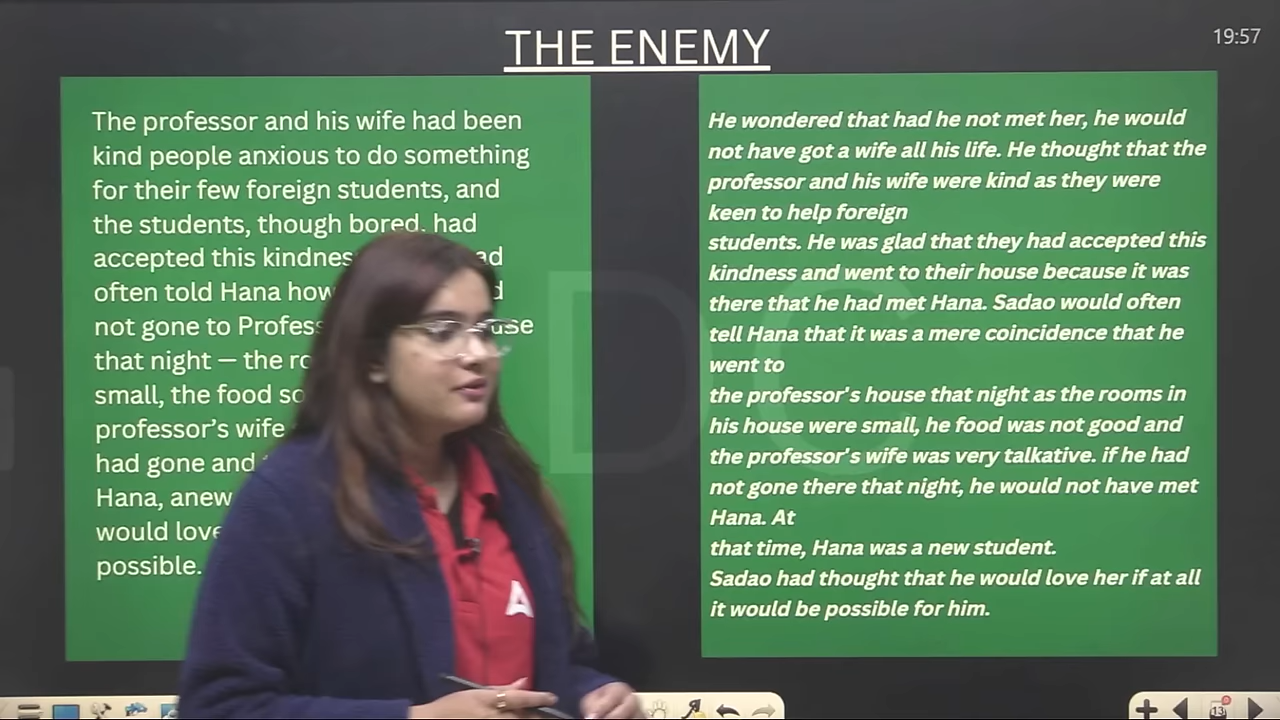 THE ENEMY
19:57
The professor and his wife had been
kind people anxious to do something
for their few foreign students, and
the students, though bored, had
accepted this
often told Hana how
not gone to
that night — the
small, the food
professor's wife
had gone and
Hana, anew
would love
possible.
He wondered that had he not met her, he would
not have got a wife all his life. He thought that the
professor and his wife were kind as they were
keen to help foreign
students. He was glad that they had accepted this
kindness and went to their house because it was
there that he had met Hana. Sadao would often
tell Hana that it was a mere coincidence that he
went to
the professor's house that night as the rooms in
his house were small, he food was not good and
the professor's wife was very talkative. if he had
not gone there that night, he would not have met
Hana. At
that time, Hana was a new student.
Sadao had thought that he would love her if at all
it would be possible for him.
A
13